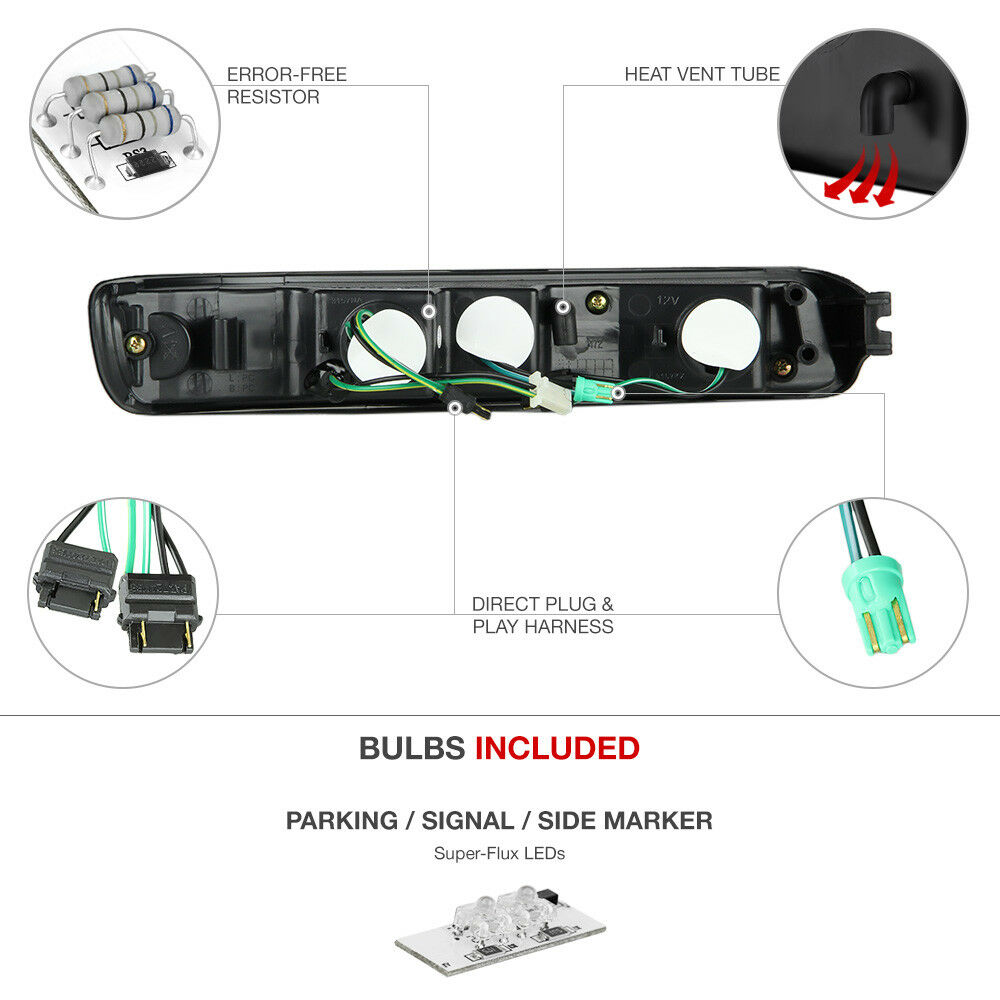 ERROR-FREE
RESISTOR
HEAT VENT TUBE
12V
DIRECT PLUG &
PLAY HARNESS
BULBS INCLUDED
PARKING / SIGNAL / SIDE MARKER
Super-Flux LEDs